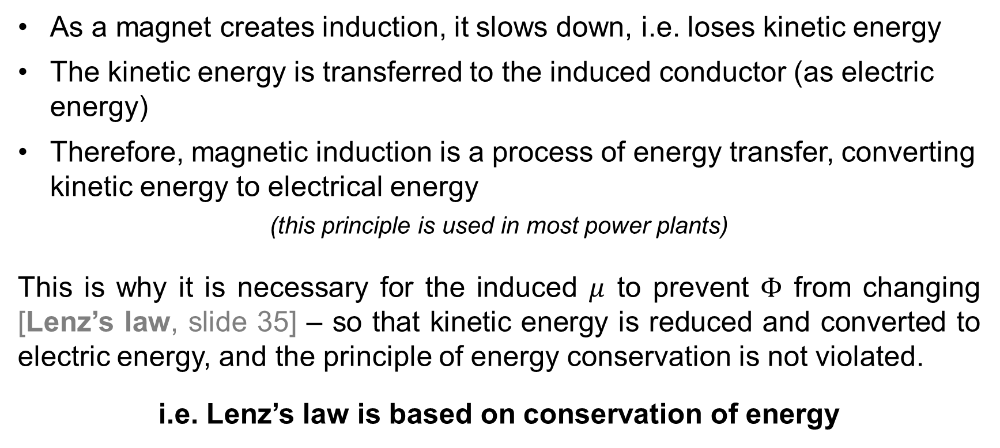 • As a magnet creates induction, it slows down, i.e. loses kinetic energy
• The kinetic energy is transferred to the induced conductor (as electric
energy)
• Therefore, magnetic induction is a process of energy transfer, converting
kinetic energy to electrical energy
(this principle is used in most power plants)
This is why it is necessary for the induced μ to prevent Φ from changing
[Lenz’s law, slide 35] – so that kinetic energy is reduced and converted to
electric energy, and the principle of energy conservation is not violated.
i.e. Lenz’s law is based on conservation of energy